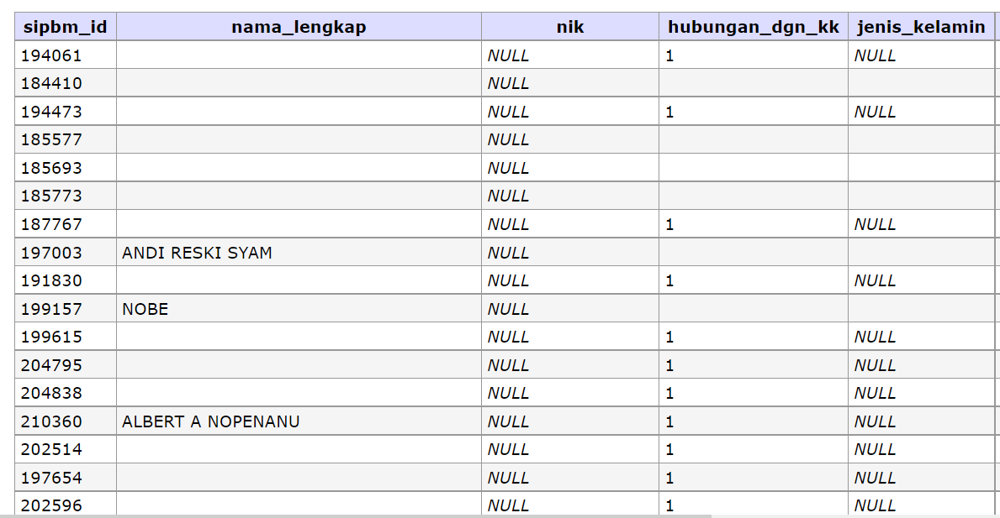 sipbm_id nama_lengkap nik hubungan_dgn_kk jenis_kelamin
194061 NULL 1 NULL
184410 NULL
194473 NULL 1 NULL
185577 NULL
185693 NULL
185773 NULL
187767 NULL 1 NULL
197003 ANDI RESKI SYAM NULL
191830 NULL 1 NULL
199157 NOBE NULL
199615 NULL 1 NULL
204795 NULL 1 NULL
204838 NULL 1 NULL
210360 ALBERT A NOPENANU NULL 1 NULL
202514 NULL 1 NULL
197654 NULL 1 NULL
202596 NULL 1 NULL